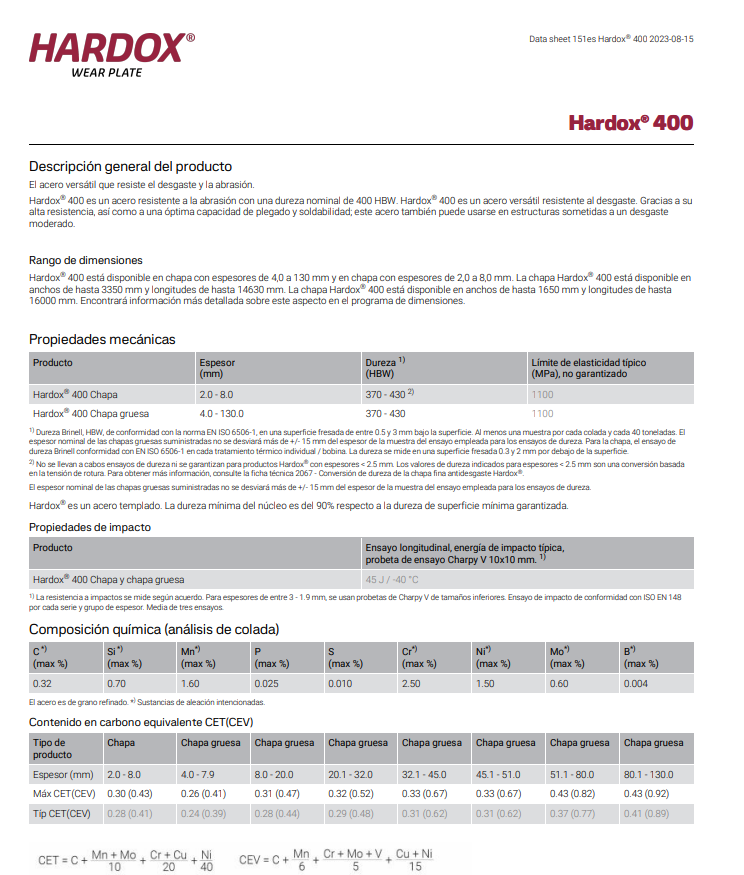 HARDOX®
WEAR PLATE
Data sheet 151es Hardox® 400 2023-08-15
Hardox® 400
Descripción general del producto
El acero versátil que resiste el desgaste y la abrasión.
Hardox® 400 es un acero resistente a la abrasión con una dureza nominal de 400 HBW. Hardox® 400 es un acero versátil resistente al desgaste. Gracias a su
alta resistencia, así como a una óptima capacidad de plegado y soldabilidad; este acero también puede usarse en estructuras sometidas a un desgaste
moderado.
Rango de dimensiones
Hardox® 400 está disponible en chapa con espesores de 4,0 a 130 mm y en chapa con espesores de 2,0 a 8,0 mm. La chapa Hardox® 400 está disponible en
anchos de hasta 3350 mm y longitudes de hasta 14630 mm. La chapa Hardox® 400 está disponible en anchos de hasta 1650 mm y longitudes de hasta
16000 mm. Encontrará información más detallada sobre este aspecto en el programa de dimensiones.
Propiedades mecánicas
Producto Espesor Dureza 1) Límite de elasticidad típico
(mm) (HBW) (MPa), no garantizado
Hardox® 400 Chapa 2.0 - 8.0 370 - 430 2) 1100
Hardox® 400 Chapa gruesa 4.0 - 130.0 370 - 430 1100
1) Dureza Brinell, HBW, de conformidad con la norma EN ISO 6506-1, en una superficie fresada de entre 0.5 y 3 mm bajo la superficie. Al menos una muestra por cada colada y cada 40 toneladas. El
espesor nominal de las chapas gruesas suministradas no se desviará más de +/- 15 mm del espesor de la muestra del ensayo empleada para los ensayos de dureza. Para la chapa, el ensayo de
dureza Brinell conformidad con EN ISO 6506-1 en cada tratamiento térmico individual / bobina. La dureza se mide en una superficie fresada 0.3 y 2 mm por debajo de la superficie.
2) No se llevan a cabos ensayos de dureza ni se garantizan para productos Hardox® con espesores < 2.5 mm. Los valores de dureza indicados para espesores < 2.5 mm son una conversión basada
en la tensión de rotura. Para obtener más información, consulte la ficha técnica 2067 - Conversión de dureza de la chapa fina antidesgaste Hardox®.
El espesor nominal de las chapas gruesas suministradas no se desviará más de +/- 15 mm del espesor de la muestra del ensayo empleada para los ensayos de dureza.
Hardox® es un acero templado. La dureza mínima del núcleo es del 90% respecto a la dureza de superficie mínima garantizada.
Propiedades de impacto
Producto Ensayo longitudinal, energía de impacto típica,
probeta de ensayo Charpy V 10x10 mm. 1)
Hardox® 400 Chapa y chapa gruesa 45 J / -40 °C
1) La resistencia a impactos se mide según acuerdo. Para espesores de entre 3 - 1.9 mm, se usan probetas de Charpy V de tamaños inferiores. Ensayo de impacto de conformidad con ISO EN 148
por cada serie y grupo de espesor. Media de tres ensayos.
Composición química (análisis de colada)
C *) Si *) Mn*) P S Cr*) Ni*) Mo*) B*)
(max %) (max %) (max %) (max %) (max %) (max %) (max %) (max %) (max %)
0.32 0.70 1.60 0.025 0.010 2.50 1.50 0.60 0.004
El acero es de grano refinado. *) Sustancias de aleación intencionadas.
Contenido en carbono equivalente CET(CEV)
Tipo de Chapa Chapa gruesa Chapa gruesa Chapa gruesa Chapa gruesa Chapa gruesa Chapa gruesa Chapa gruesa
producto
Espesor (mm) 2.0 - 8.0 4.0 - 7.9 8.0 - 20.0 20.1 - 32.0 32.1 - 45.0 45.1 - 51.0 51.1 - 80.0 80.1 - 130.0
Máx CET(CEV) 0.30 (0.43) 0.26 (0.41) 0.31 (0.47) 0.32 (0.52) 0.33 (0.67) 0.33 (0.67) 0.43 (0.82) 0.43 (0.92)
Típ CET(CEV) 0.28 (0.41) 0.24 (0.39) 0.28 (0.44) 0.29 (0.48) 0.31 (0.62) 0.31 (0.62) 0.37 (0.77) 0.41 (0.89)
CET = C + Mn + Mo/10 + Cr + Cu/20 + Ni/40 CEV = C + Mn/6 + Cr + Mo + V/5 + Cu + Ni/15